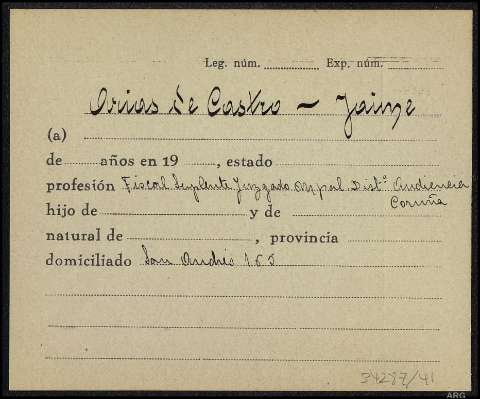 Leg. núm. Exp. núm.
Arias de Castro - Jaime
(a)
de años en 19 , estado
profesión Fiscal Suplente Juzgado Mpal. Dist.º Audiencia
Coruña
hijo de y de
natural de , provincia
domiciliado San Andrés 165
34287/41
ARG